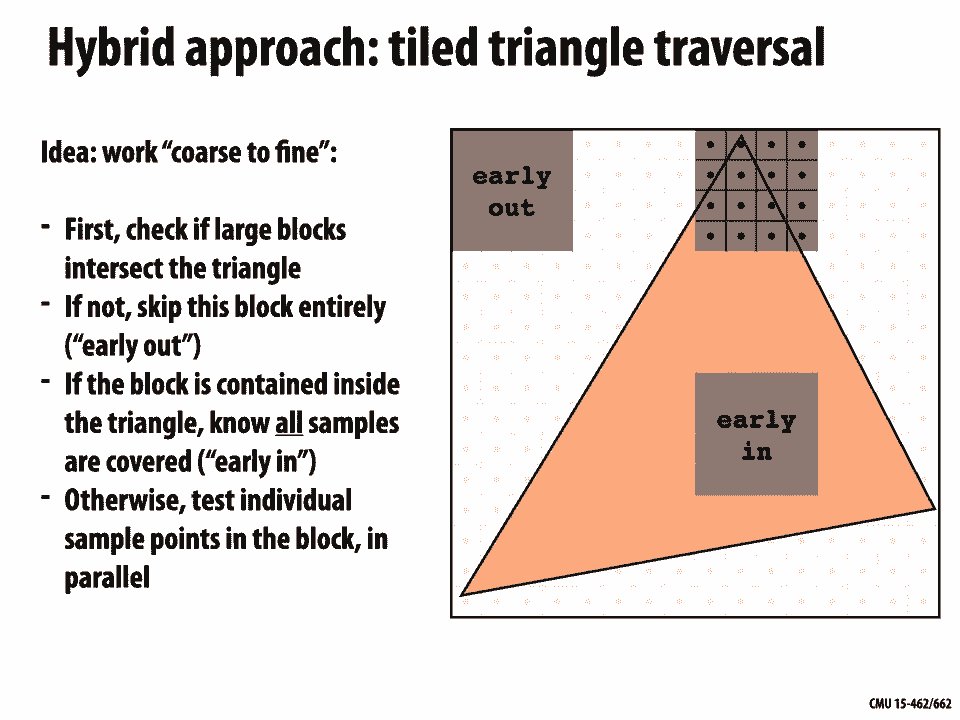 Hybrid approach: tiled triangle traversal
Idea: work “coarse to fine”:
- First, check if large blocks
intersect the triangle
- If not, skip this block entirely
(“early out”)
- If the block is contained inside
the triangle, know all samples
are covered (“early in”)
- Otherwise, test individual
sample points in the block, in
parallel
early
out
early
in
CMU 15-462/662